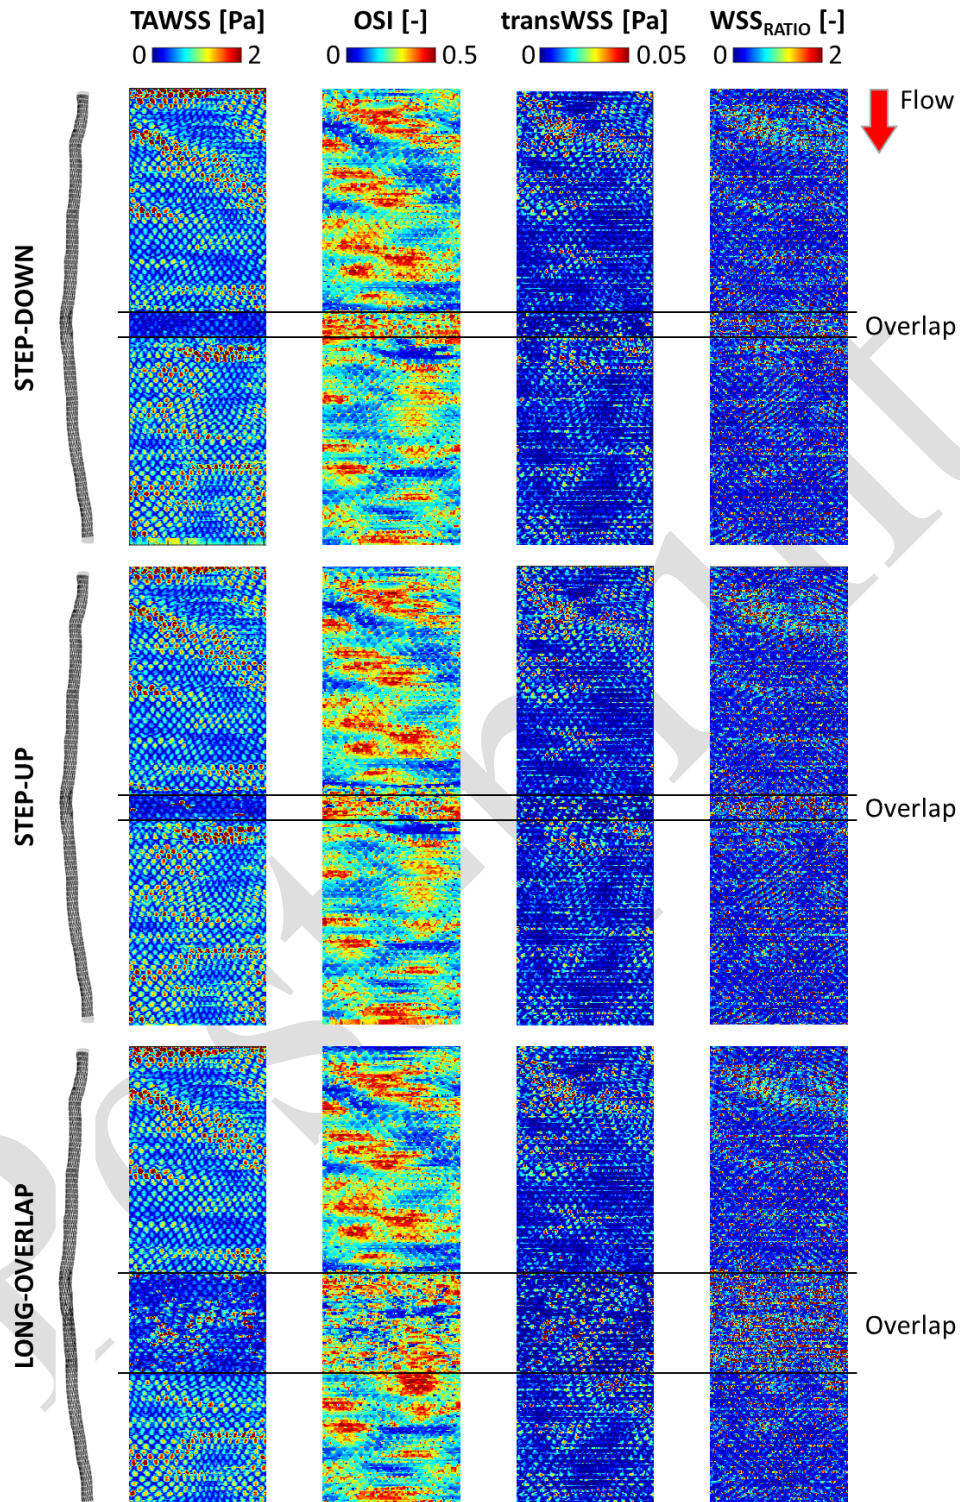 TAWSS [Pa] OSI [-] transWSS [Pa] WSSRATIO [-]
0 2 0 0.5 0 0.05 0 2
Flow
STEP-DOWN
Overlap
STEP-UP
Overlap
LONG-OVERLAP
Overlap
Postprint